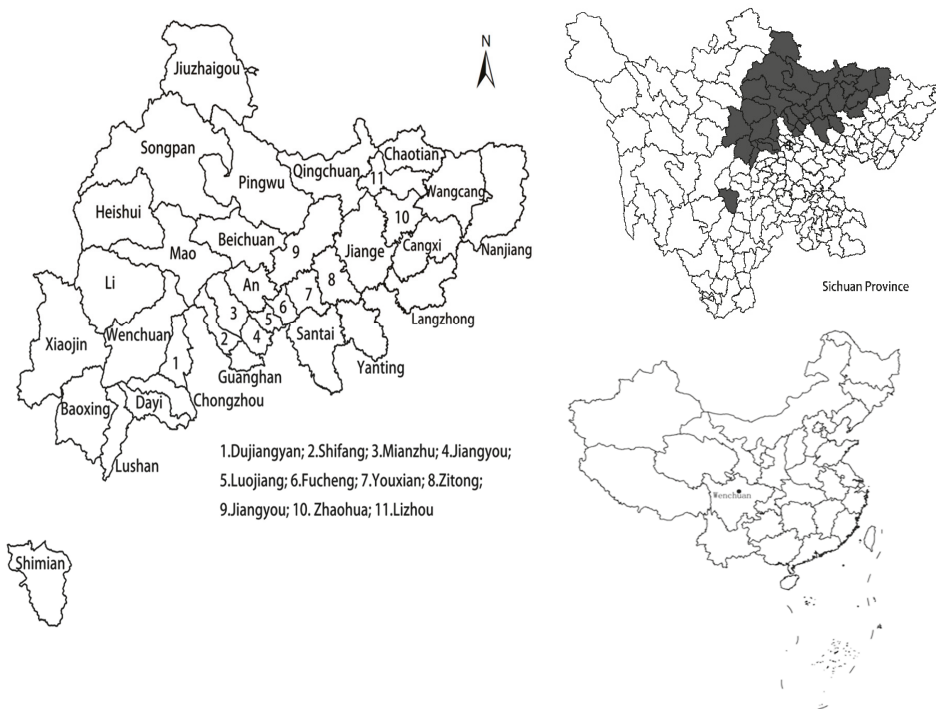 N
Jiuzhaigou
Songpan
Chaotian
Qingchuan
11
Pingwu
Wangcang
Heishui
10
Beichuan
Mao
9
Jiange
Cangxi
Nanjiang
Li
An
8
7
3
6
5
Langzhong
Xiaojin
Wenchuan
2
4
Santai
1
Yanting
Guanghan
Baoxing
Dayi
Chongzhou
Lushan
1.Dujiangyan; 2.Shifang; 3.Mianzhu; 4.Jiangyou;
5.Luojiang; 6.Fucheng; 7.Youxian; 8.Zitong;
9.Jiangyou; 10. Zhaohua; 11.Lizhou
Shimian
Sichuan Province
Wenchuan